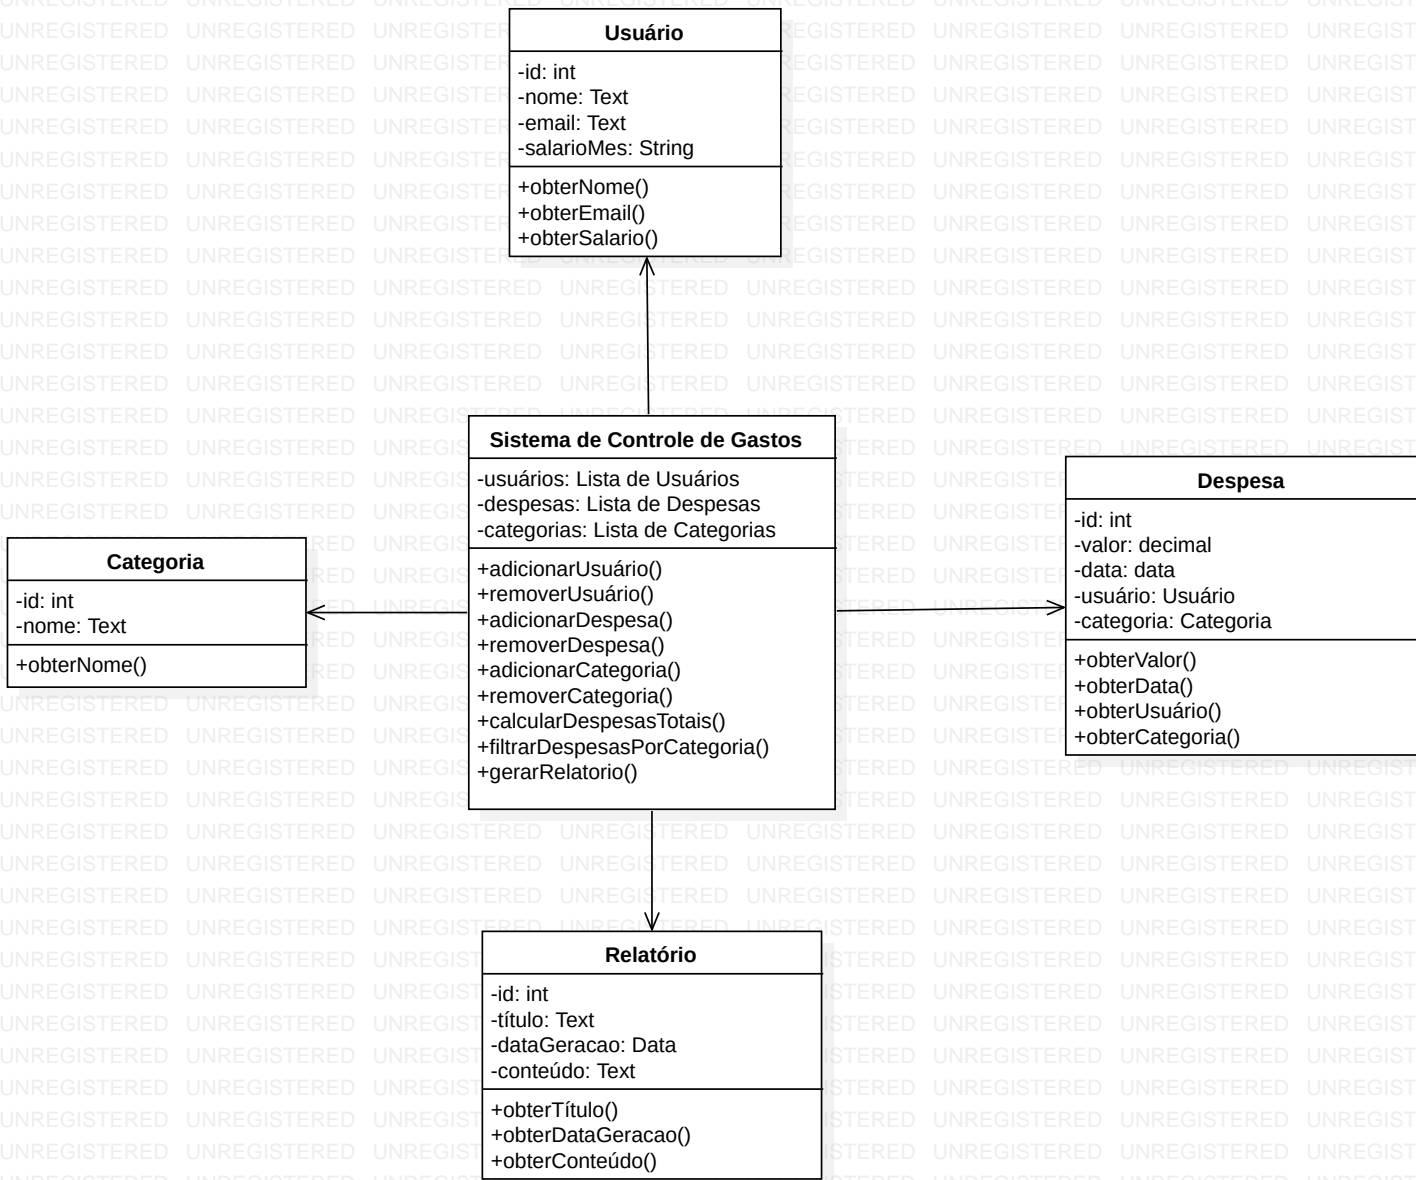 Usuário
-id: int
-nome: Text
-email: Text
-salarioMes: String
+obterNome()
+obterEmail()
+obterSalario()
Sistema de Controle de Gastos
-usuários: Lista de Usuários
-despesas: Lista de Despesas
-categorias: Lista de Categorias
+adicionarUsuário()
+removerUsuário()
+adicionarDespesa()
+removerDespesa()
+adicionarCategoria()
+removerCategoria()
+calcularDespesasTotais()
+filtrarDespesasPorCategoria()
+gerarRelatorio()
Despesa
-id: int
-valor: decimal
-data: data
-usuário: Usuário
-categoria: Categoria
+obterValor()
+obterData()
+obterUsuário()
+obterCategoria()
Categoria
-id: int
-nome: Text
+obterNome()
Relatório
-id: int
-título: Text
-dataGeracao: Data
-conteúdo: Text
+obterTítulo()
+obterDataGeracao()
+obterConteúdo()
UNREGISTERED